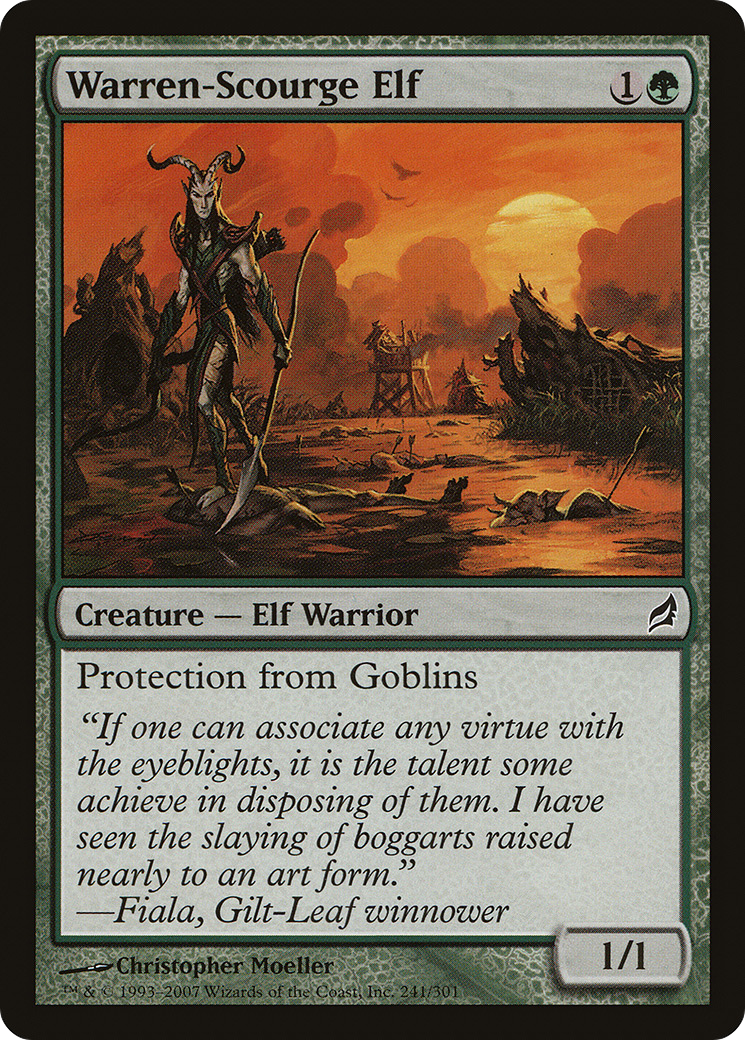 Warren-Scourge Elf 1
Creature — Elf Warrior
Protection from Goblins
“If one can associate any virtue with
the eyeblights, it is the talent some
achieve in disposing of them. I have
seen the slaying of boggarts raised
nearly to an art form.”
—Fiala, Gilt-Leaf winnower
1/1
Christopher Moeller
™ & © 1993–2007 Wizards of the Coast, Inc. 241/301